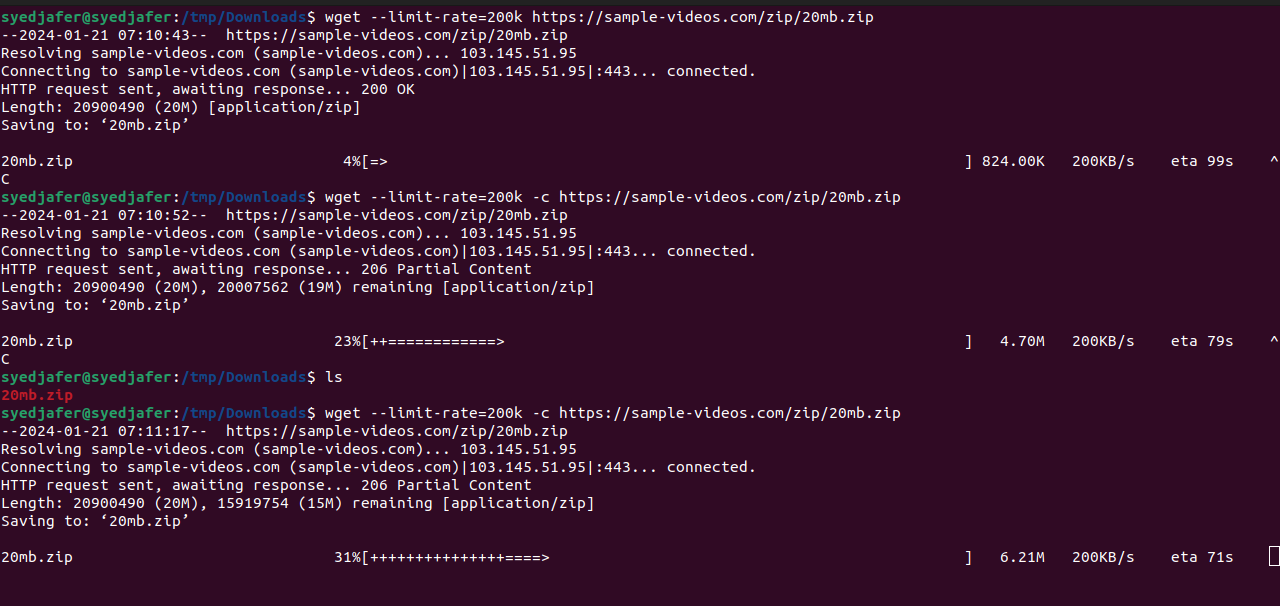 syedjafer@syedjafer:/tmp/Downloads$ wget --limit-rate=200k https://sample-videos.com/zip/20mb.zip
--2024-01-21 07:10:43--  https://sample-videos.com/zip/20mb.zip
Resolving sample-videos.com (sample-videos.com)... 103.145.51.95
Connecting to sample-videos.com (sample-videos.com)|103.145.51.95|:443... connected.
HTTP request sent, awaiting response... 200 OK
Length: 20900490 (20M) [application/zip]
Saving to: ‘20mb.zip’
20mb.zip                              4%[=>                                                                ] 824.00K   200KB/s    eta 99s    ^
C
syedjafer@syedjafer:/tmp/Downloads$ wget --limit-rate=200k -c https://sample-videos.com/zip/20mb.zip
--2024-01-21 07:10:52--  https://sample-videos.com/zip/20mb.zip
Resolving sample-videos.com (sample-videos.com)... 103.145.51.95
Connecting to sample-videos.com (sample-videos.com)|103.145.51.95|:443... connected.
HTTP request sent, awaiting response... 206 Partial Content
Length: 20900490 (20M), 20007562 (19M) remaining [application/zip]
Saving to: ‘20mb.zip’
20mb.zip                             23%[++============>                                                   ]   4.70M   200KB/s    eta 79s    ^
C
syedjafer@syedjafer:/tmp/Downloads$ ls
20mb.zip
syedjafer@syedjafer:/tmp/Downloads$ wget --limit-rate=200k -c https://sample-videos.com/zip/20mb.zip
--2024-01-21 07:11:17--  https://sample-videos.com/zip/20mb.zip
Resolving sample-videos.com (sample-videos.com)... 103.145.51.95
Connecting to sample-videos.com (sample-videos.com)|103.145.51.95|:443... connected.
HTTP request sent, awaiting response... 206 Partial Content
Length: 20900490 (20M), 15919754 (15M) remaining [application/zip]
Saving to: ‘20mb.zip’
20mb.zip                             31%[+++++++++++++++====>                                              ]   6.21M   200KB/s    eta 71s